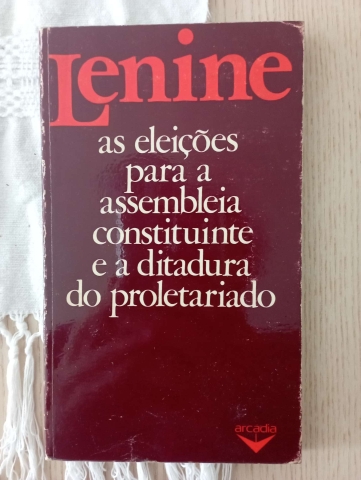 Lenine
as eleições
para a
assembleia
constituinte
e a ditadura
do proletariado
arcadia